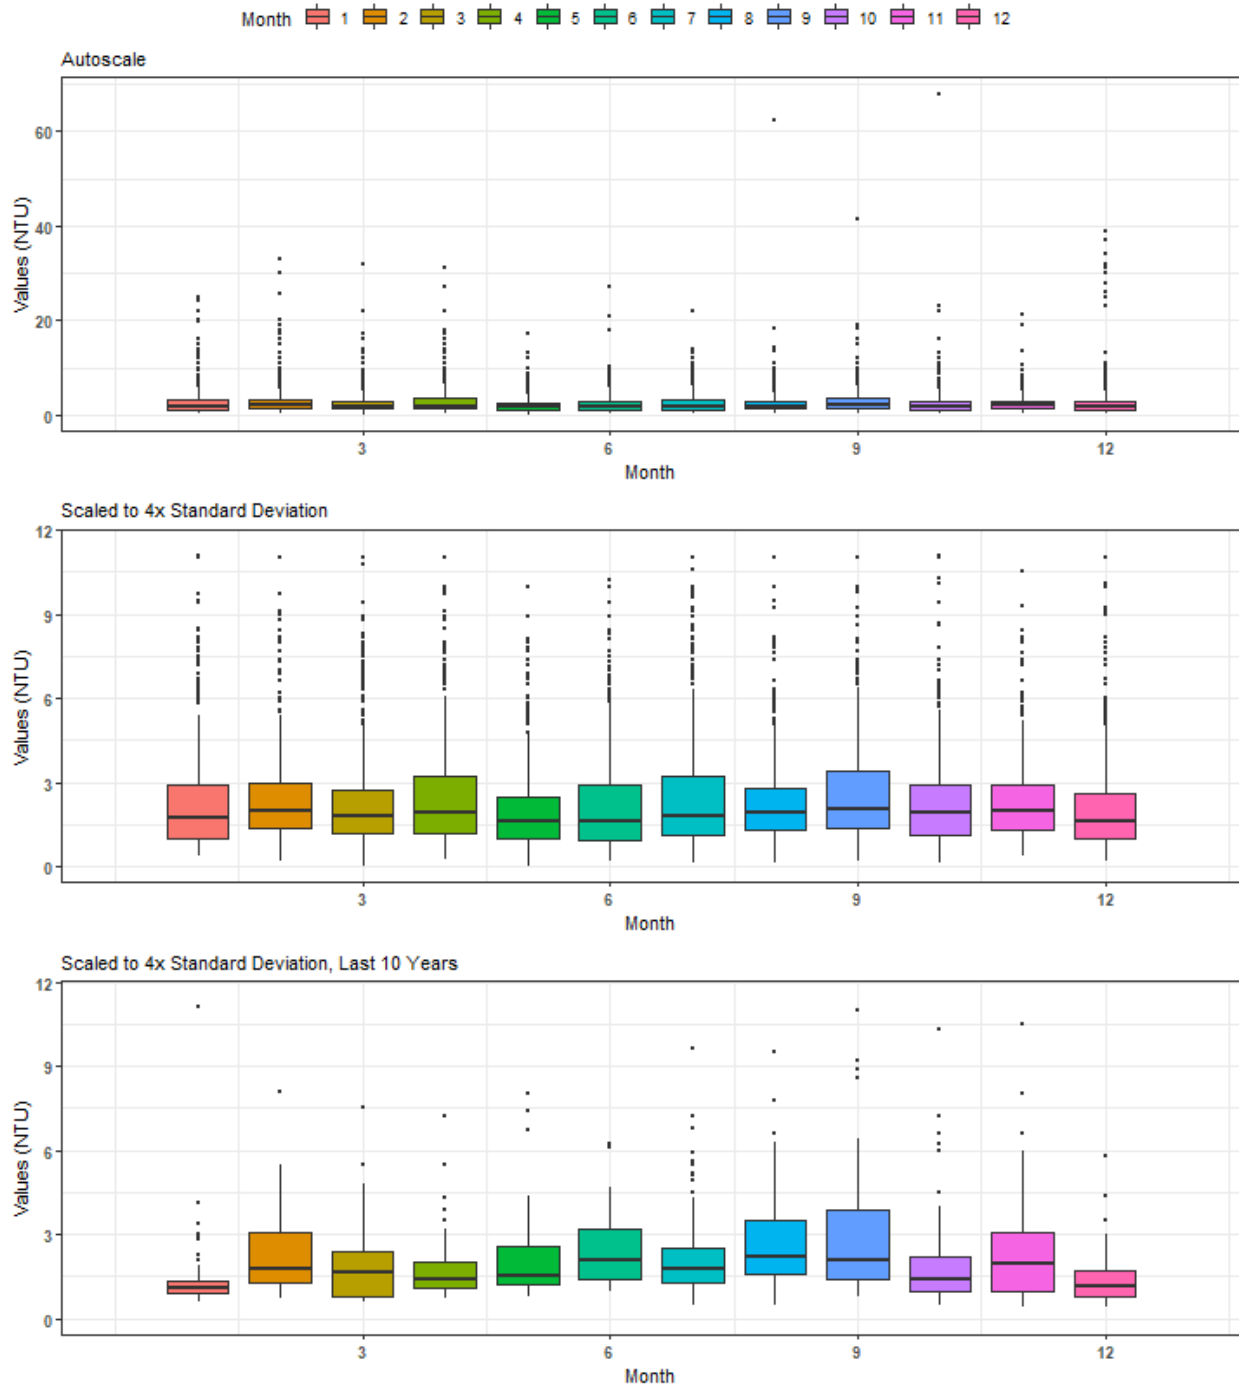 Month 1 2 3 4 5 6 7 8 9 10 11 12
Autoscale
60
40
20
0
Values (NTU)
3 6 9 12
Month
Scaled to 4x Standard Deviation
12
9
6
3
0
Values (NTU)
3 6 9 12
Month
Scaled to 4x Standard Deviation, Last 10 Years
12
9
6
3
0
Values (NTU)
3 6 9 12
Month